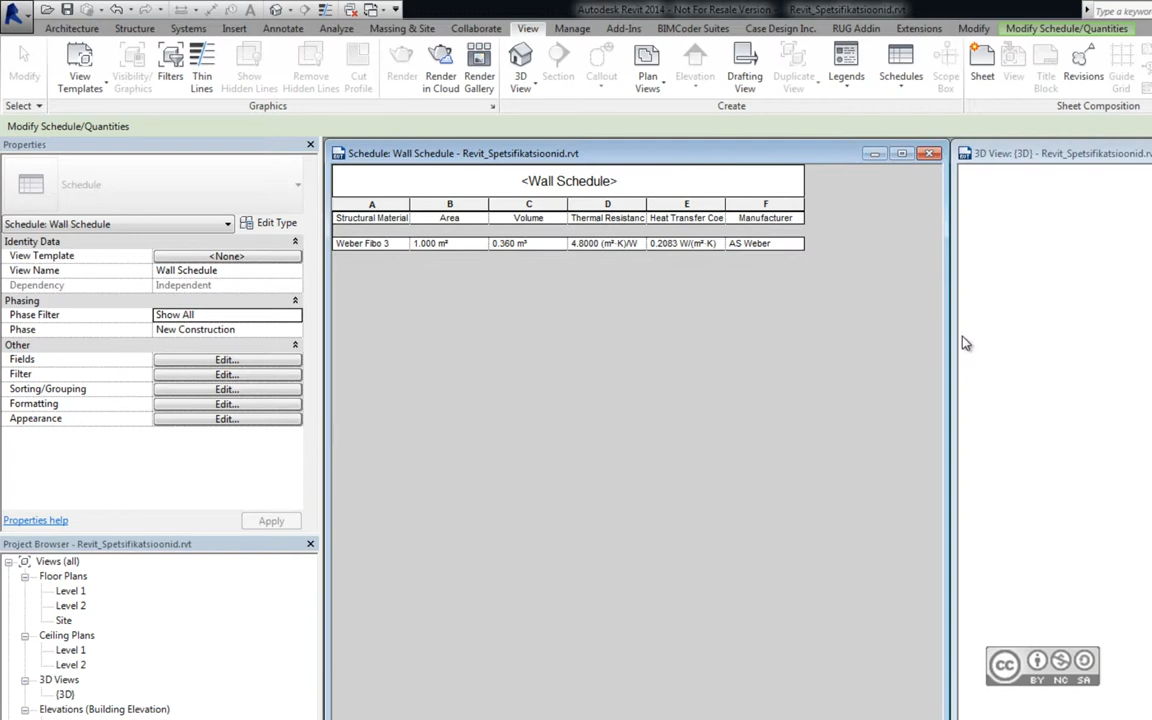 Autodesk Revit 2014 - Not For Resale Version - Revit_Spetsifikatsioonid.rvt
Type a keywor
Architecture Structure Systems Insert Annotate Analyze Massing & Site Collaborate View Manage Add-Ins BIMCoder Suites Case Design Inc. RUG Addin Extensions Modify Modify Schedule/Quantities
Modify View Templates Visibility/ Graphics Filters Thin Lines Show Hidden Lines Remove Hidden Lines Cut Profile Render Render in Cloud Render Gallery 3D View Section Callout Plan Views Elevation Drafting View Duplicate View Legends Schedules Scope Box Sheet View Title Block Revisions Guide Grid
Select Graphics Create Sheet Composition
Modify Schedule/Quantities
Properties
Schedule
Schedule: Wall Schedule Edit Type
Identity Data
View Template <None>
View Name Wall Schedule
Dependency Independent
Phasing
Phase Filter Show All
Phase New Construction
Other
Fields Edit...
Filter Edit...
Sorting/Grouping Edit...
Formatting Edit...
Appearance Edit...
Properties help Apply
Project Browser - Revit_Spetsifikatsioonid.rvt
Views (all)
Floor Plans
Level 1
Level 2
Site
Ceiling Plans
Level 1
Level 2
3D Views
{3D}
Elevations (Building Elevation)
Schedule: Wall Schedule - Revit_Spetsifikatsioonid.rvt
<Wall Schedule>
A B C D E F
Structural Material Area Volume Thermal Resistanc Heat Transfer Coe Manufacturer
Weber Fibo 3 1.000 m² 0.360 m³ 4.8000 (m²·K)/W 0.2083 W/(m²·K) AS Weber
3D View: {3D} - Revit_Spetsifikatsioonid.rv
cc
BY NC SA